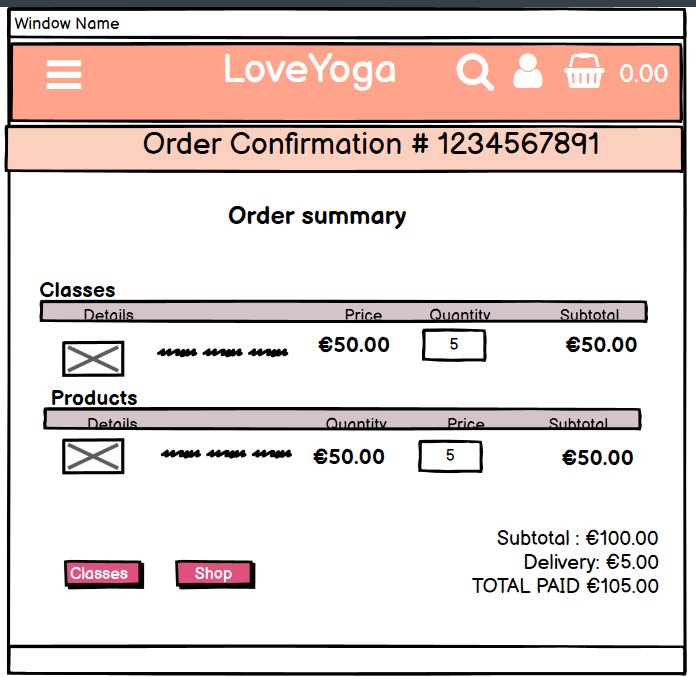 Window Name
LoveYoga 0.00
Order Confirmation # 1234567891
Order summary
Classes
Details Price Quantity Subtotal
€50.00 5 €50.00
Products
Details Quantity Price Subtotal
€50.00 5 €50.00
Subtotal : €100.00
Delivery: €5.00
Classes Shop
TOTAL PAID €105.00